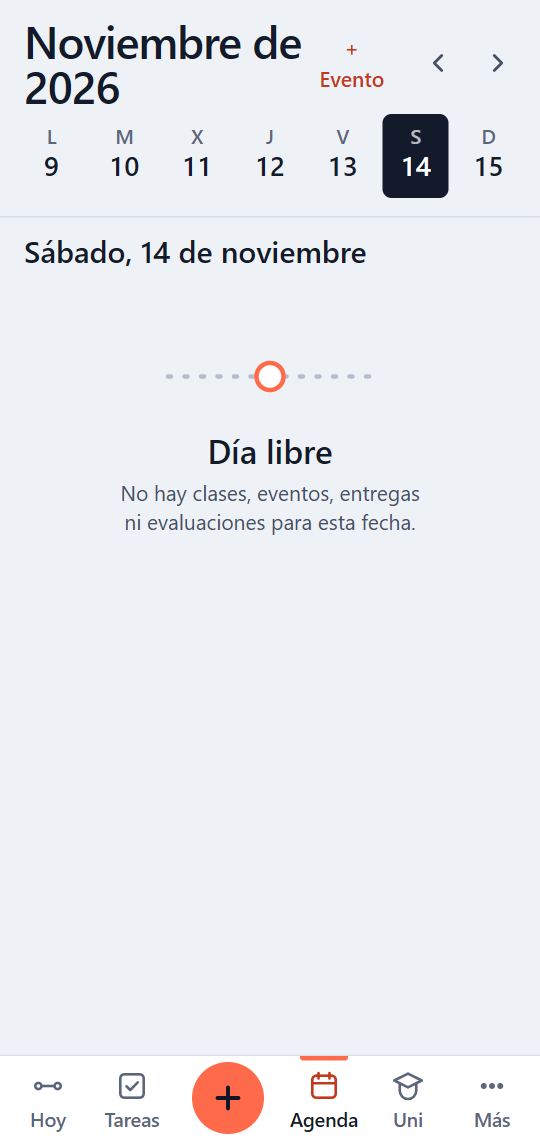 Noviembre de
2026
+
Evento
L M X J V S D
9 10 11 12 13 14 15
Sábado, 14 de noviembre
Día libre
No hay clases, eventos, entregas
ni evaluaciones para esta fecha.
Hoy Tareas Agenda Uni Más